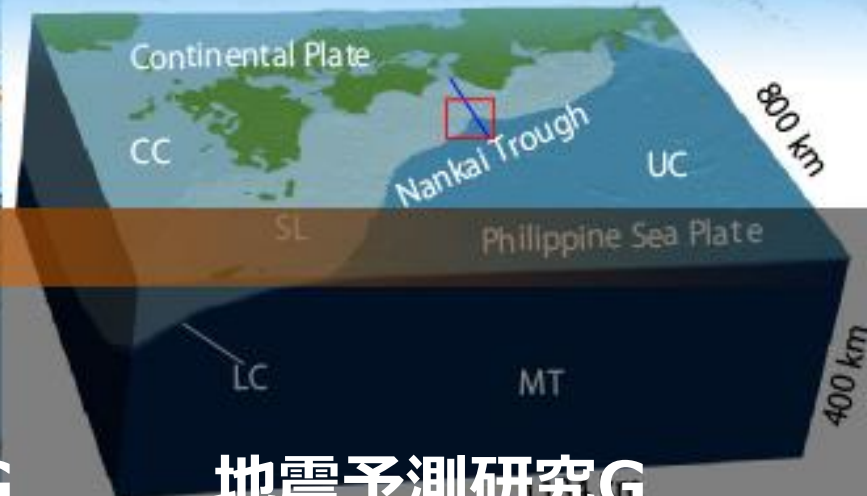 Continental Plate
CC
800 km
Nankai Trough
UC
SL
Philippine Sea Plate
LC
MT
400 km
G
地震予測研究G